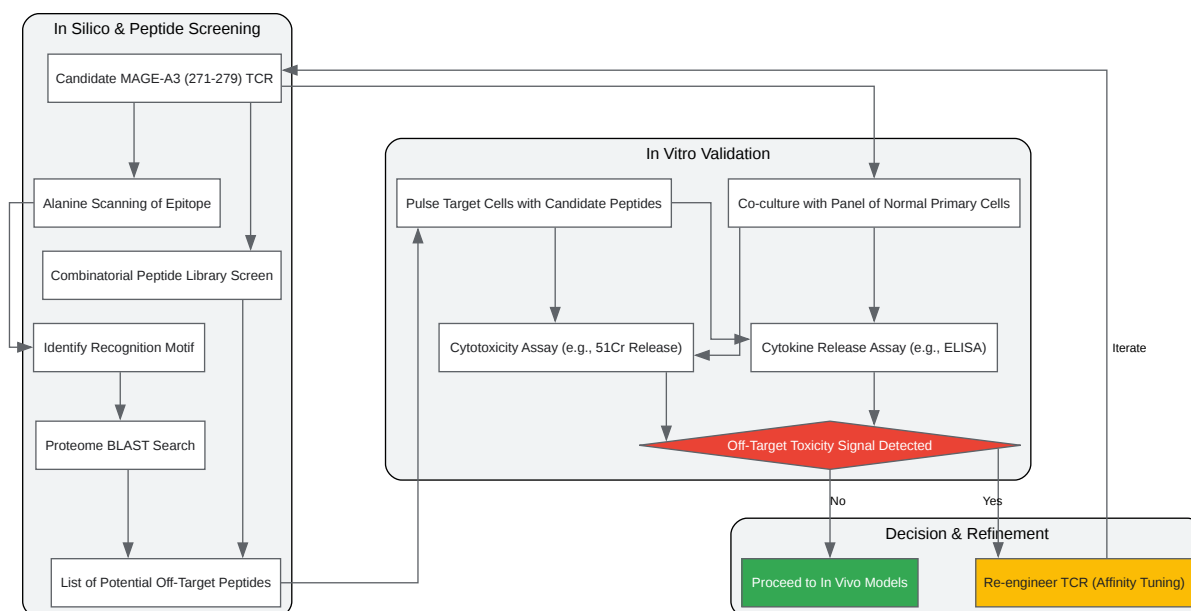 In Silico & Peptide Screening
Candidate MAGE-A3 (271-279) TCR
Alanine Scanning of Epitope
Combinatorial Peptide Library Screen
Identify Recognition Motif
Proteome BLAST Search
List of Potential Off-Target Peptides
In Vitro Validation
Pulse Target Cells with Candidate Peptides
Co-culture with Panel of Normal Primary Cells
Cytotoxicity Assay (e.g., 51Cr Release)
Cytokine Release Assay (e.g., ELISA)
Off-Target Toxicity Signal Detected
Iterate
No
Yes
Decision & Refinement
Proceed to In Vivo Models
Re-engineer TCR (Affinity Tuning)